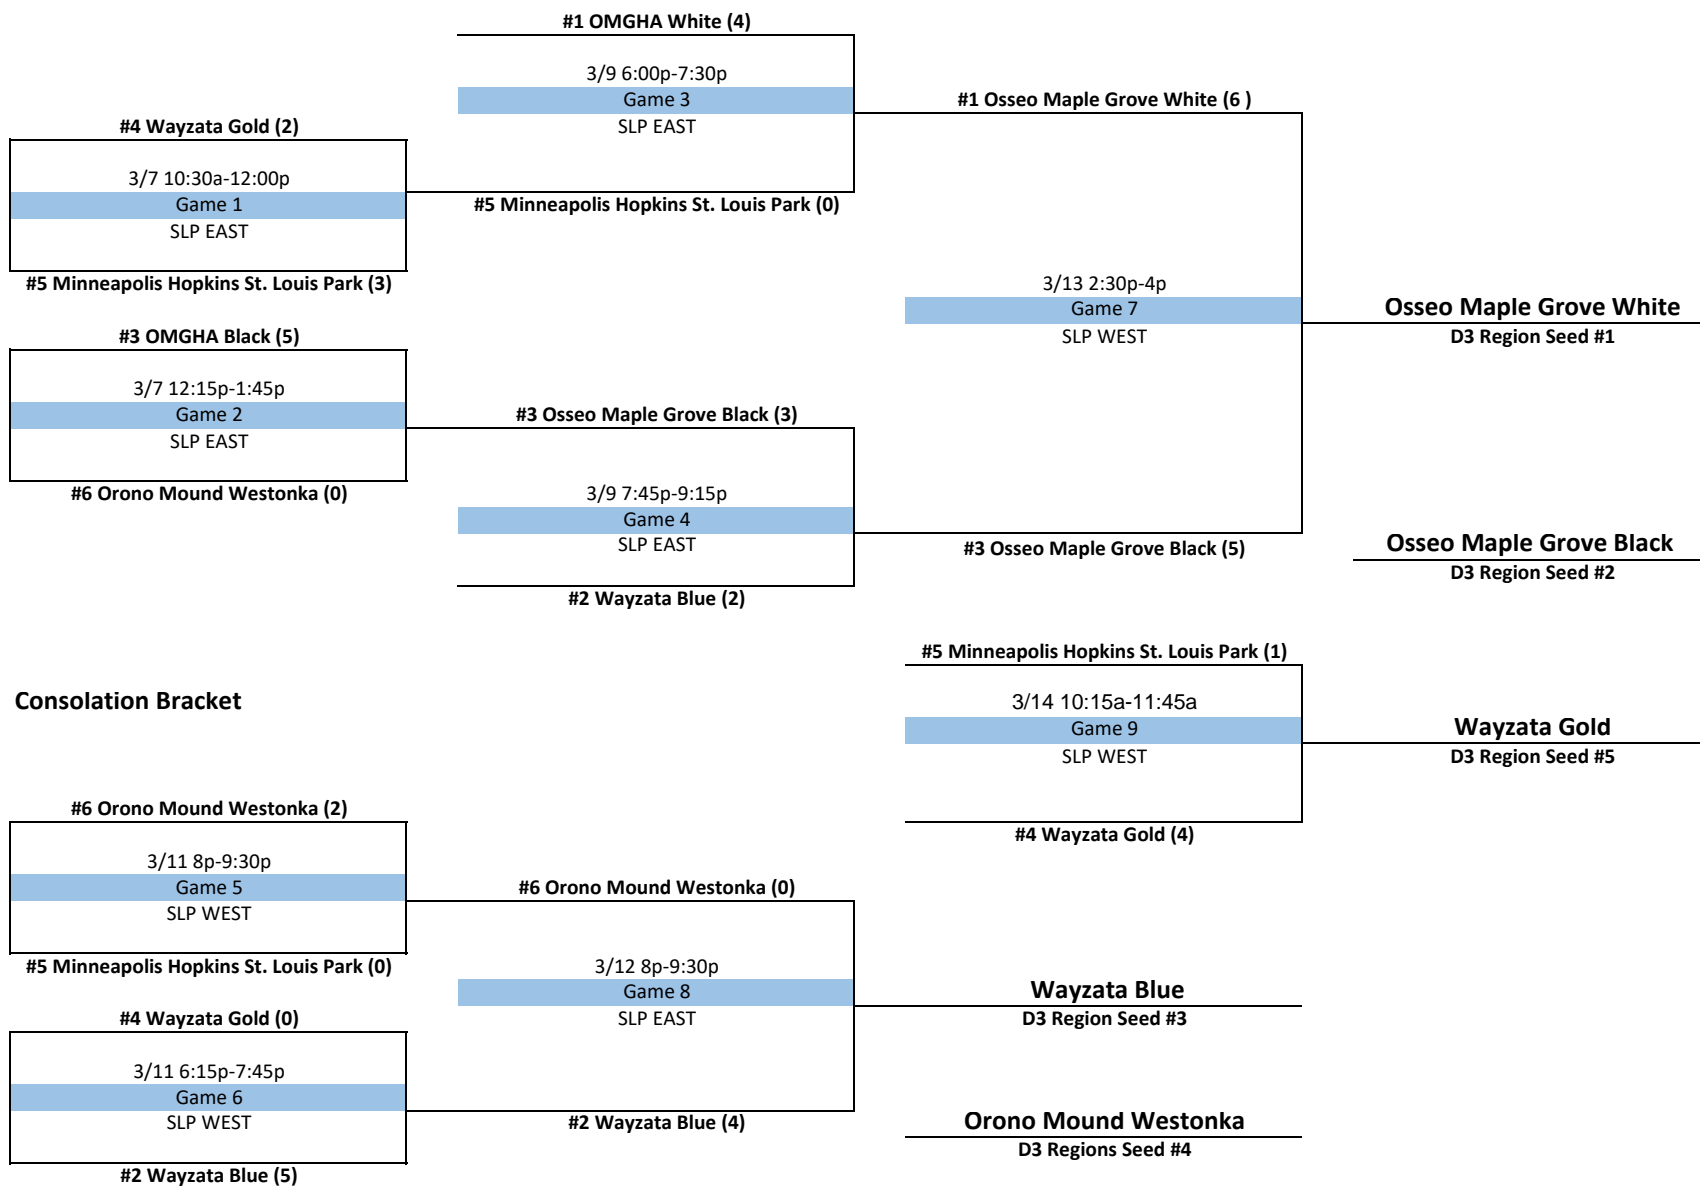 #1 OMGHA White (4)
3/9 6:00p-7:30p
Game 3
SLP EAST
#1 Osseo Maple Grove White (6 )
#4 Wayzata Gold (2)
3/7 10:30a-12:00p
Game 1
SLP EAST
#5 Minneapolis Hopkins St. Louis Park (0)
#5 Minneapolis Hopkins St. Louis Park (3)
3/13 2:30p-4p
Game 7
SLP WEST
Osseo Maple Grove White
D3 Region Seed #1
#3 OMGHA Black (5)
3/7 12:15p-1:45p
Game 2
SLP EAST
#3 Osseo Maple Grove Black (3)
#6 Orono Mound Westonka (0)
3/9 7:45p-9:15p
Game 4
SLP EAST
#3 Osseo Maple Grove Black (5)
Osseo Maple Grove Black
D3 Region Seed #2
#2 Wayzata Blue (2)
#5 Minneapolis Hopkins St. Louis Park (1)
Consolation Bracket
3/14 10:15a-11:45a
Game 9
SLP WEST
Wayzata Gold
D3 Region Seed #5
#4 Wayzata Gold (4)
#6 Orono Mound Westonka (2)
3/11 8p-9:30p
Game 5
SLP WEST
#6 Orono Mound Westonka (0)
#5 Minneapolis Hopkins St. Louis Park (0)
3/12 8p-9:30p
Game 8
SLP EAST
Wayzata Blue
D3 Region Seed #3
#4 Wayzata Gold (0)
3/11 6:15p-7:45p
Game 6
SLP WEST
#2 Wayzata Blue (4)
Orono Mound Westonka
D3 Regions Seed #4
#2 Wayzata Blue (5)